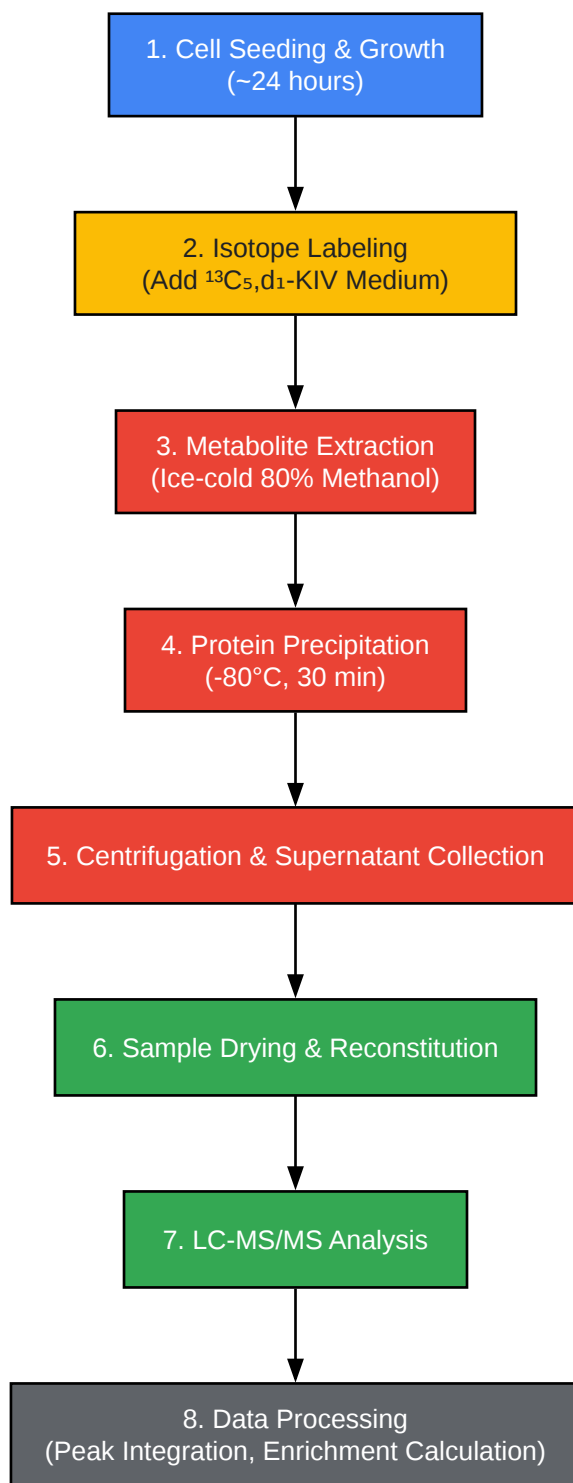 1. Cell Seeding & Growth
(~24 hours)
2. Isotope Labeling
(Add ¹³C₅,d₁-KIV Medium)
3. Metabolite Extraction
(Ice-cold 80% Methanol)
4. Protein Precipitation
(-80°C, 30 min)
5. Centrifugation & Supernatant Collection
6. Sample Drying & Reconstitution
7. LC-MS/MS Analysis
8. Data Processing
(Peak Integration, Enrichment Calculation)